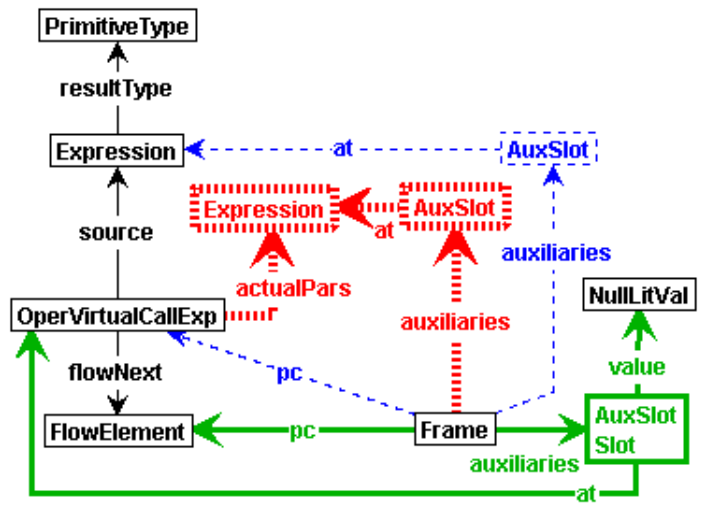 PrimitiveType
resultType
Expression
at
AuxSlot
Expression
AuxSlot
at
source
auxiliaries
actualPars
NullLitVal
OperVirtualCallExp
auxiliaries
flowNext
pc
value
AuxSlot
Slot
FlowElement
pc
Frame
auxiliaries
at